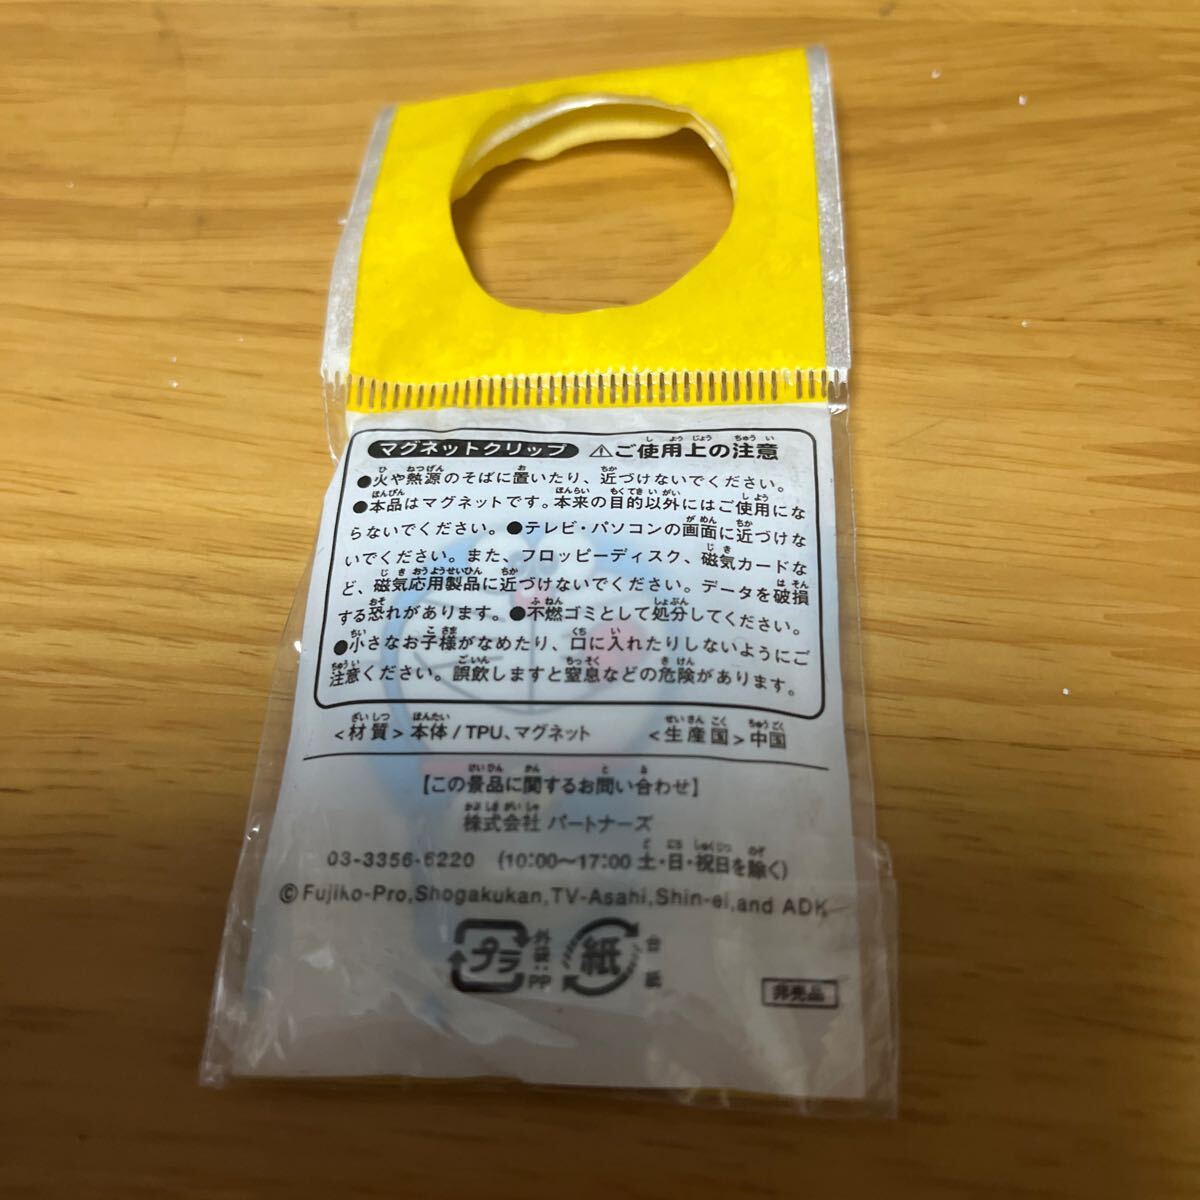 マグネットクリップ ⚠ご使用上の注意
●火や熱源のそばに置いたり、近づけないでください。
●本品はマグネットです。本来の目的以外にはご使用にな
らないでください。●テレビ・パソコンの画面に近づけな
いでください。また、フロッピーディスク、磁気カードな
ど、磁気応用製品に近づけないでください。データを破損
する恐れがあります。●不燃ゴミとして処分してください。
●小さなお子様がなめたり、口に入れたりしないようにご
注意ください。誤飲しますと窒息などの危険があります。
<材質>本体/TPU、マグネット <生産国>中国
【この景品に関するお問い合わせ】
株式会社 パートナーズ
03-3356-6220 (10:00〜17:00 土・日・祝日を除く)
©Fujiko-Pro,Shogakukan,TV-Asahi,Shin-ei,and ADK
プラ 外袋:PP 紙 台紙
非売品